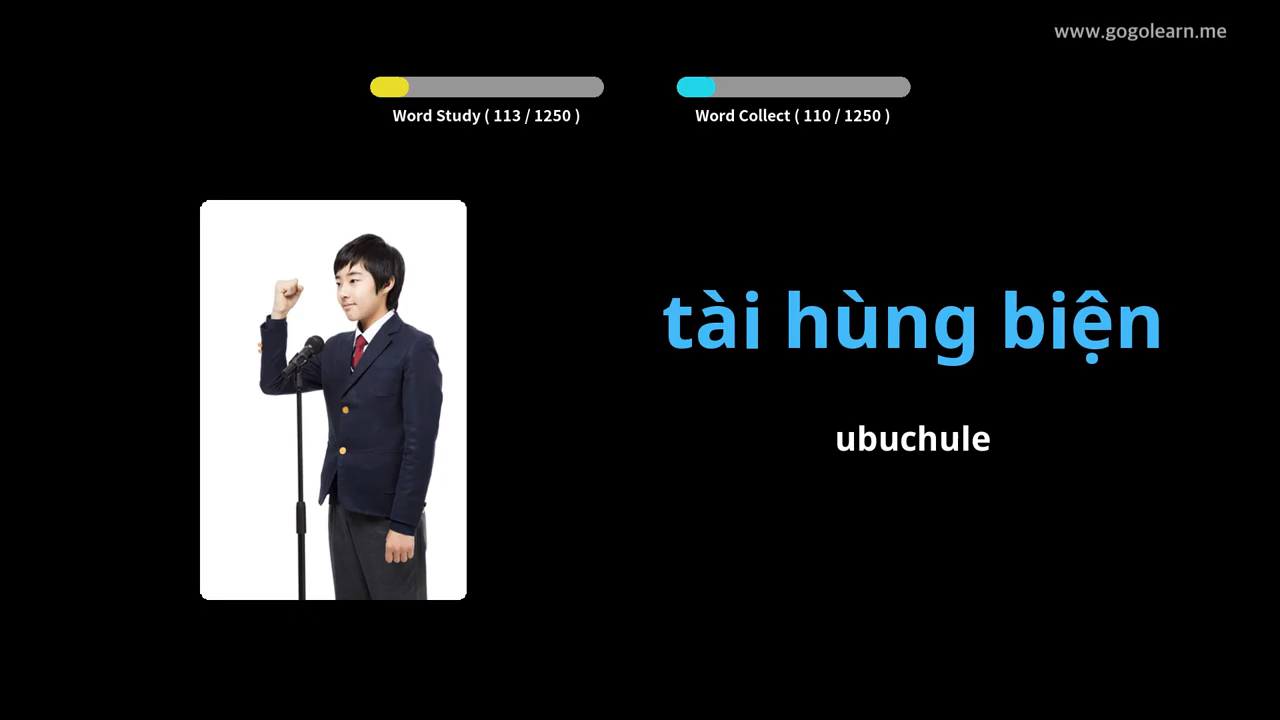 www.gogolearn.me
Word Study ( 113 / 1250 )
Word Collect ( 110 / 1250 )
tài hùng biện
ubuchule